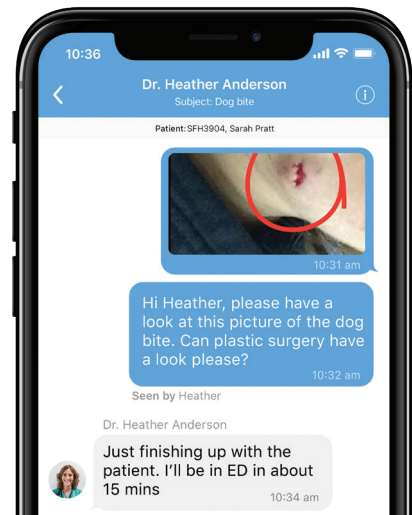 10:36
Dr. Heather Anderson
Subject: Dog bite
Patient: SFH3904, Sarah Pratt
10:31 am
Hi Heather, please have a
look at this picture of the dog
bite. Can plastic surgery have
a look please?
10:32 am
Seen by Heather
Dr. Heather Anderson
Just finishing up with the
patient. I’ll be in ED in about
15 mins
10:34 am